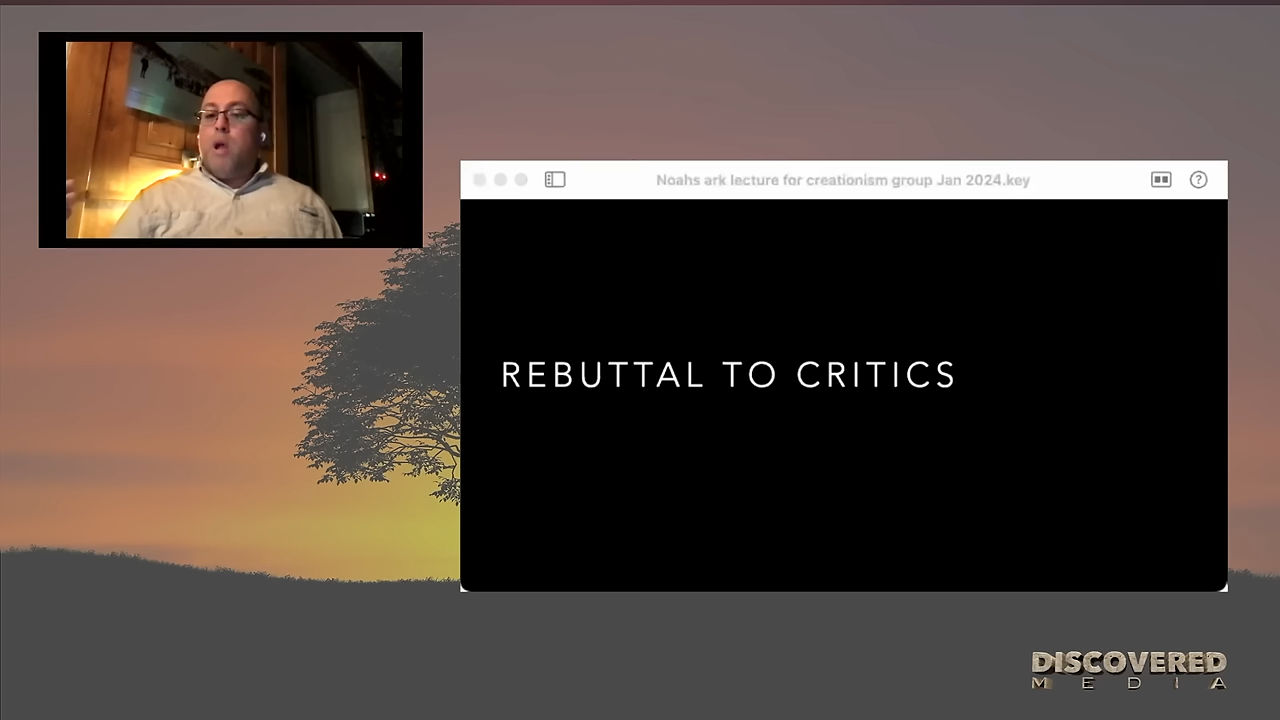 Noahs ark lecture for creationism group Jan 2024.key
?
REBUTTAL TO CRITICS
DISCOVERED
MEDIA